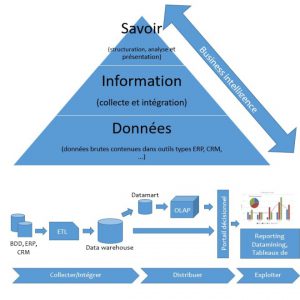 Savoir
(structuration, analyse et
présentation)
Business intelligence
Information
(collecte et intégration)
Données
(données brutes contenues dans outils types ERP, CRM,
...)
Datamart
OLAP
ETL
BDD, ERP,
CRM
Data warehouse
Portail décisionnel
Reporting
Datamining,
Tableaux de
Collecter/Intégrer
Distribuer
Exploiter